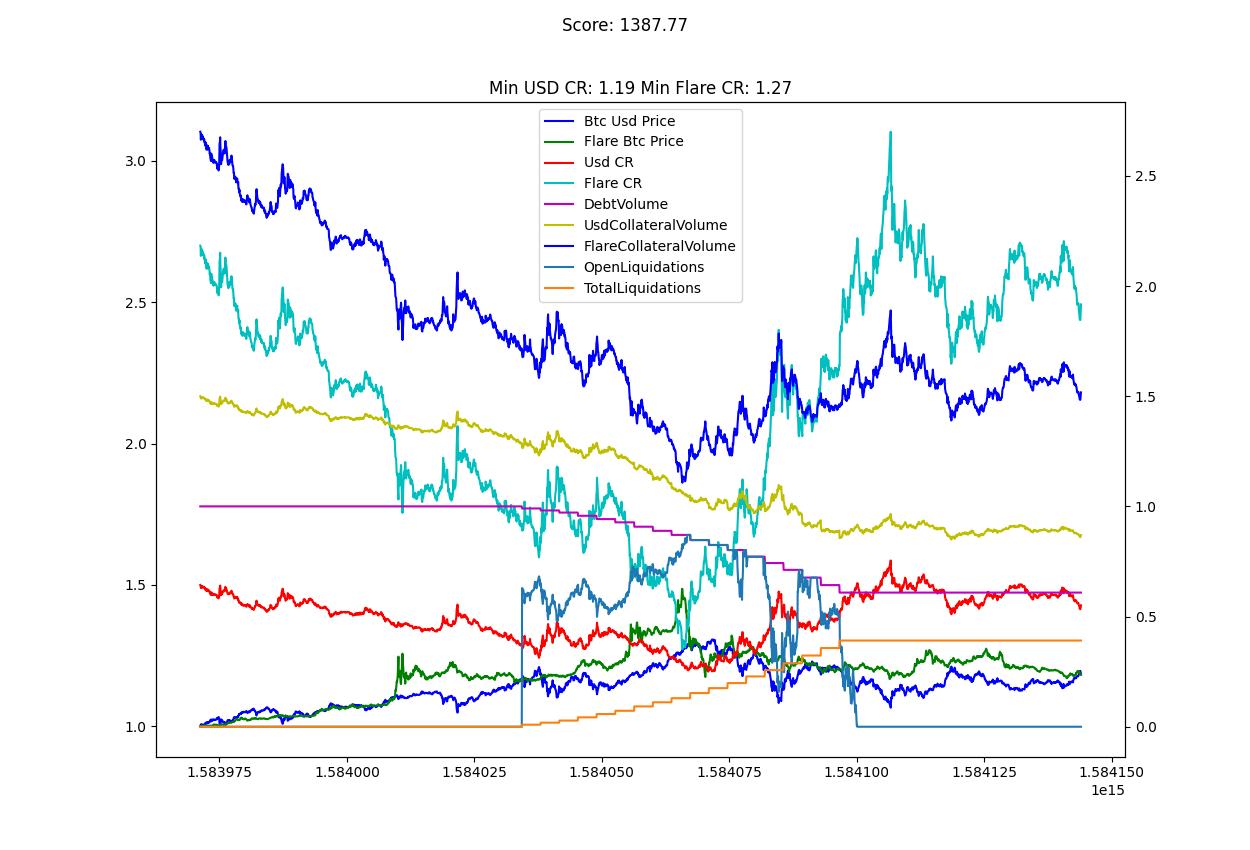 Score: 1387.77
Min USD CR: 1.19 Min Flare CR: 1.27
Btc Usd Price
Flare Btc Price
Usd CR
Flare CR
DebtVolume
UsdCollateralVolume
FlareCollateralVolume
OpenLiquidations
TotalLiquidations
3.0
2.5
2.0
1.5
1.0
2.5
2.0
1.5
1.0
0.5
0.0
1.583975
1.584000
1.584025
1.584050
1.584075
1.584100
1.584125
1.584150
1e15